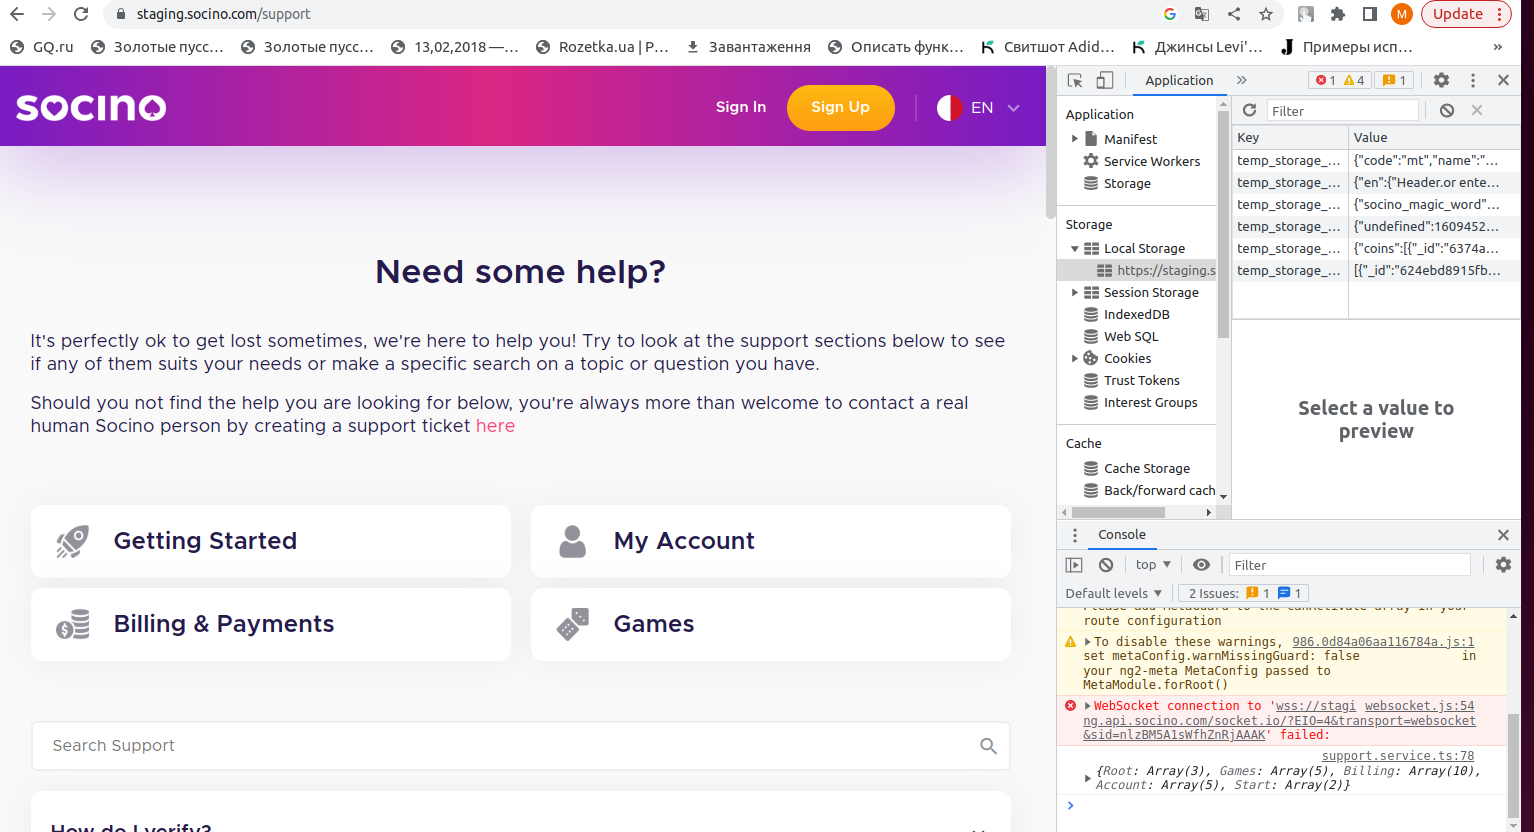 staging.socino.com/support
M
Update
GQ.ru
Золотые пусс…
Золотые пусс…
13,02,2018 —…
Rozetka.ua | P…
Завантаження
Описать функ…
Свитшот Adid…
Джинсы Levi'…
Примеры исп…
»
socino
Sign In
Sign Up
EN
Need some help?
It's perfectly ok to get lost sometimes, we're here to help you! Try to look at the support sections below to see
if any of them suits your needs or make a specific search on a topic or question you have.
Should you not find the help you are looking for below, you're always more than welcome to contact a real
human Socino person by creating a support ticket here
Getting Started
My Account
Billing & Payments
Games
Search Support
How do I verify?
Application
»
1
4
1
Application
Manifest
Service Workers
Storage
Storage
Local Storage
https://staging.s
Session Storage
IndexedDB
Web SQL
Cookies
Trust Tokens
Interest Groups
Cache
Cache Storage
Back/forward cach
Filter
Key Value
temp_storage_… {"code":"mt","name":"…
temp_storage_… {"en":{"Header.or ente…
temp_storage_… {"socino_magic_word"…
temp_storage_… {"undefined":1609452…
temp_storage_… {"coins":[{"_id":"6374a…
temp_storage_… [{"_id":"624ebd8915fb…
Select a value to
preview
Console
top
Filter
Default levels
2 Issues: 1 1
Please add MetaGuard to the canActivate array in your
route configuration
To disable these warnings, 986.0d84a06aa116784a.js:1
set metaConfig.warnMissingGuard: false in
your ng2-meta MetaConfig passed to
MetaModule.forRoot()
WebSocket connection to 'wss://stagi websocket.js:54
ng.api.socino.com/socket.io/?EIO=4&transport=websocket
&sid=nlzBM5A1sWfhZnRjAAAK' failed:
support.service.ts:78
{Root: Array(3), Games: Array(5), Billing: Array(10),
Account: Array(5), Start: Array(2)}